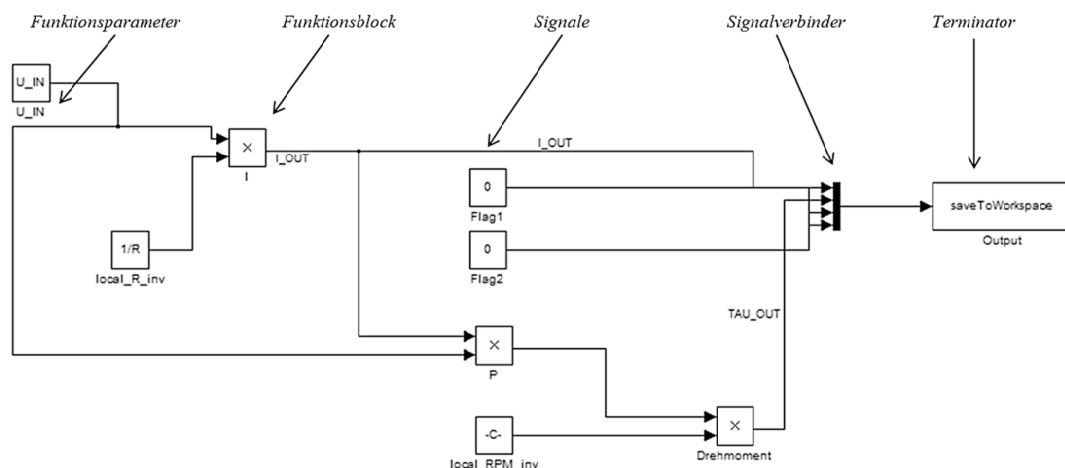 Funktionsparameter
Funktionsblock
Signale
Signalverbinder
Terminator
U_IN
U_IN
×
I
I_OUT
I_OUT
0
Flag1
saveToWorkspace
Output
1/R
local_R_inv
0
Flag2
TAU_OUT
×
P
-C-
local_RPM_inv
×
Drehmoment